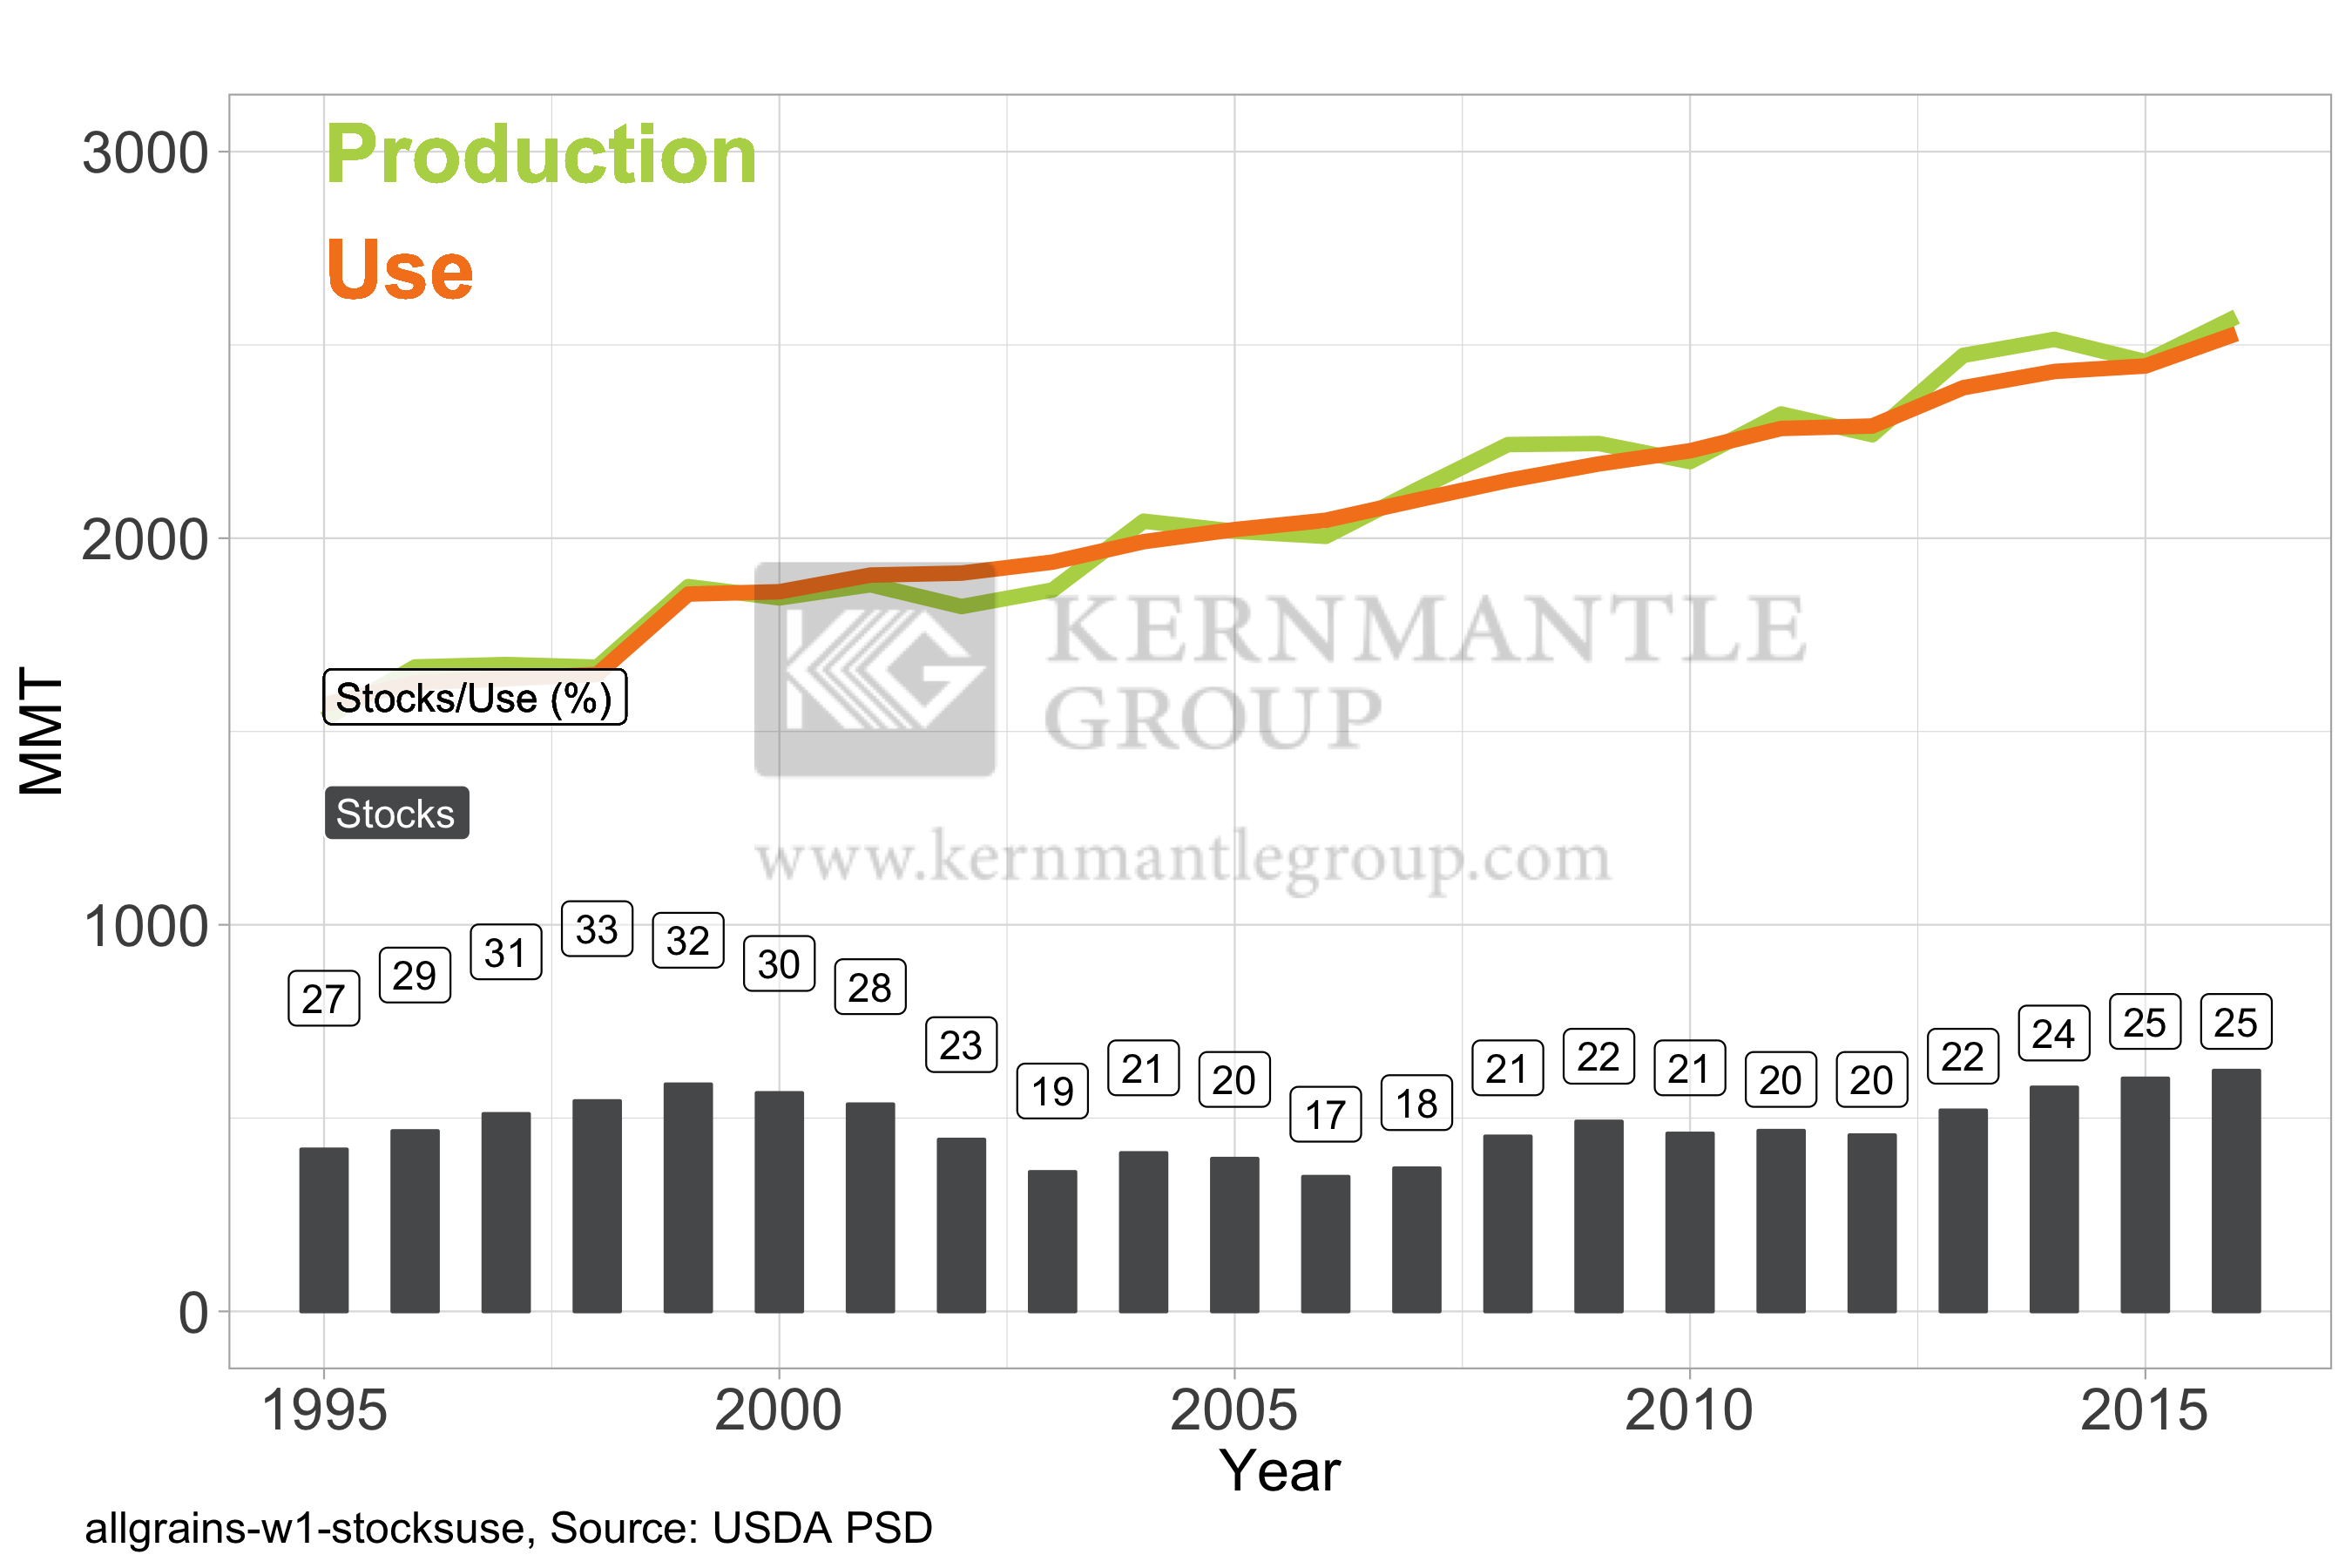 3000
2000
1000
0
MMT
Production
Use
Stocks/Use (%)
Stocks
KERNMANTLE
GROUP
www.kernmantlegroup.com
27 29 31 33 32 30 28 23 19 21 20 17 18 21 22 21 20 20 22 24 25 25
1995 2000 2005 2010 2015
Year
allgrains-w1-stocksuse, Source: USDA PSD